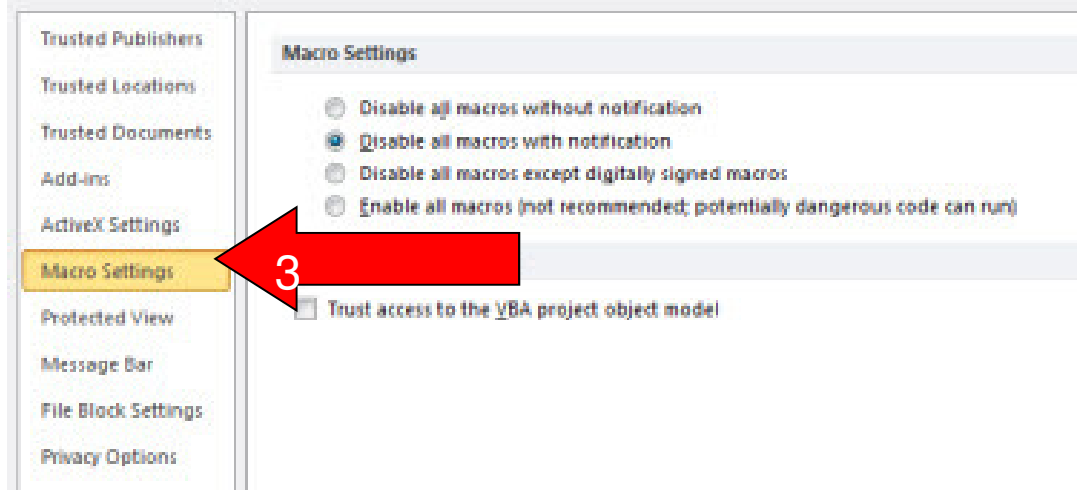 Trusted Publishers
Trusted Locations
Trusted Documents
Add-ins
ActiveX Settings
Macro Settings
Protected View
Message Bar
File Block Settings
Privacy Options
Macro Settings
Disable all macros without notification
Disable all macros with notification
Disable all macros except digitally signed macros
Enable all macros (not recommended; potentially dangerous code can run)
3
Trust access to the VBA project object model